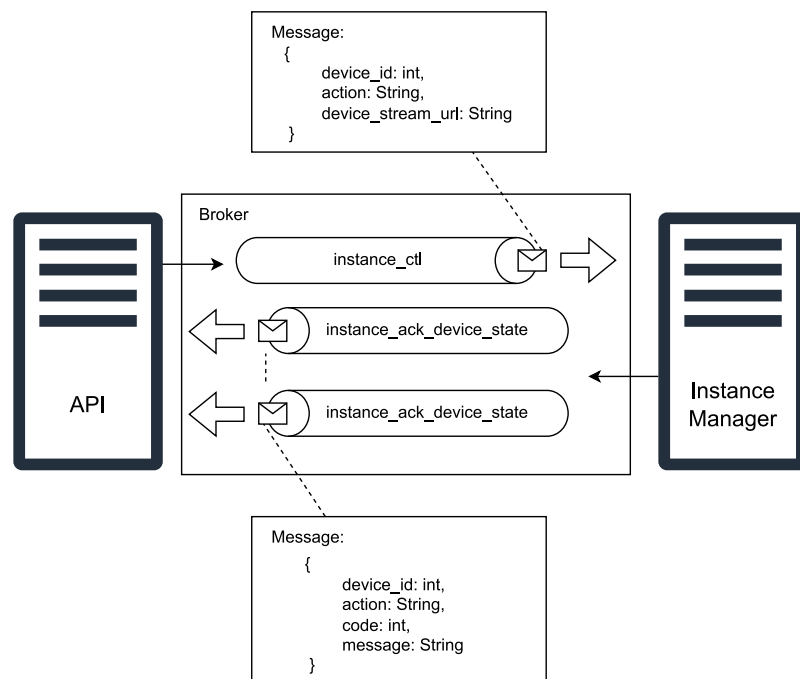 Message:
{
device_id: int,
action: String,
device_stream_url: String
}
Broker
instance_ctl
instance_ack_device_state
instance_ack_device_state
API
Instance
Manager
Message:
{
device_id: int,
action: String,
code: int,
message: String
}